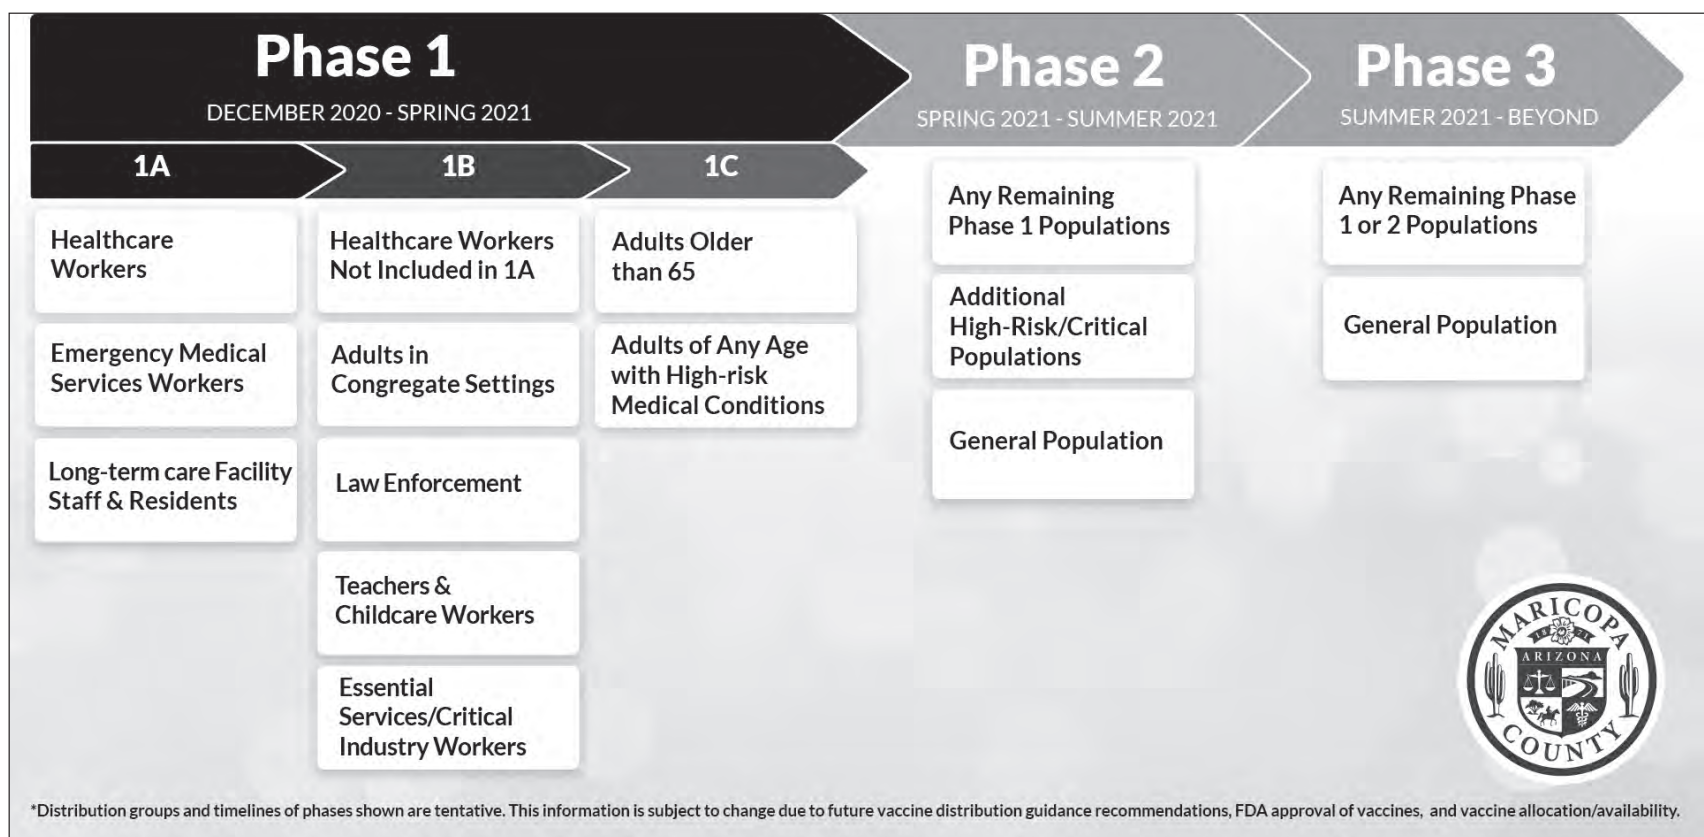 Phase 1
DECEMBER 2020 - SPRING 2021
Phase 2
SPRING 2021 - SUMMER 2021
Phase 3
SUMMER 2021 - BEYOND
1A
Healthcare
Workers
Emergency Medical
Services Workers
Long-term care Facility
Staff & Residents
1B
Healthcare Workers
Not Included in 1A
Adults in
Congregate Settings
Law Enforcement
Teachers &
Childcare Workers
Essential
Services/Critical
Industry Workers
1C
Adults Older
than 65
Adults of Any Age
with High-risk
Medical Conditions
Any Remaining
Phase 1 Populations
Additional
High-Risk/Critical
Populations
General Population
Any Remaining Phase
1 or 2 Populations
General Population
MARICOPA
1871
ARIZONA
COUNTY
*Distribution groups and timelines of phases shown are tentative. This information is subject to change due to future vaccine distribution guidance recommendations, FDA approval of vaccines, and vaccine allocation/availability.